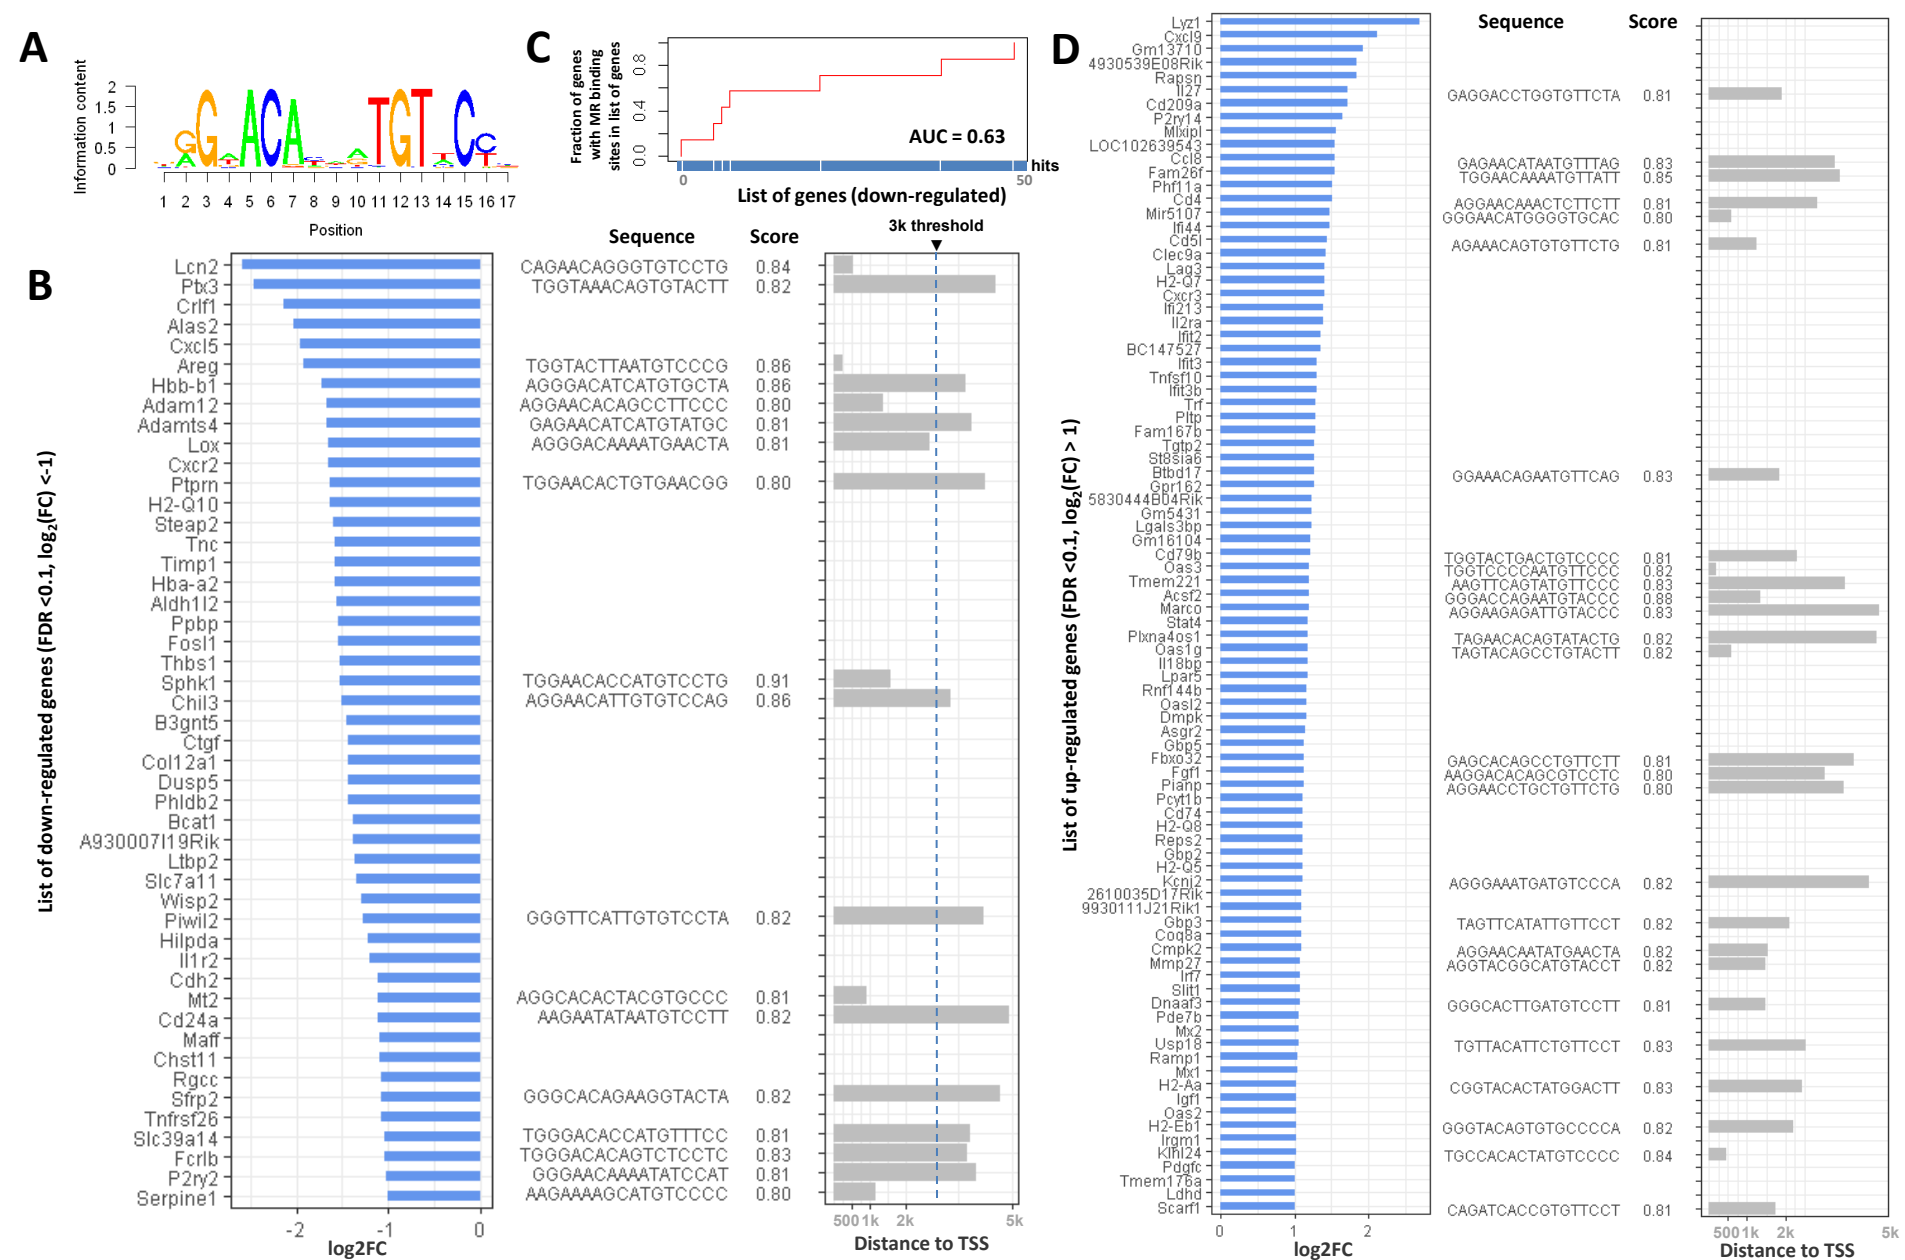 A
Information content
2
1.5
1
0.5
0
1 2 3 4 5 6 7 8 9 10 11 12 13 14 15 16 17
Position
C
Fraction of genes
with MR binding
sites in list of genes
0.8
0.4
0.0
AUC = 0.63
hits
0 50
List of genes (down-regulated)
B
List of down-regulated genes (FDR <0.1, log2(FC) <-1)
Sequence Score
3k threshold
Lcn2 CAGAACAGGGTGTCCTG 0.84
Ptx3 TGGTAAACAGTGTACTT 0.82
Crlf1
Alas2
Cxcl5
Areg TGGTACTTAATGTCCCG 0.86
Hbb-b1 AGGGACATCATGTGCTA 0.86
Adam12 AGGAACACAGCCTTCCC 0.80
Adamts4 GAGAACATCATGTATGC 0.81
Lox AGGGACAAAATGAACTA 0.81
Cxcr2
Ptprn TGGAACACTGTGAACGG 0.80
H2-Q10
Steap2
Tnc
Timp1
Hba-a2
Aldh1l2
Ppbp
Fosl1
Thbs1
Sphk1 TGGAACACCATGTCCTG 0.91
Chil3 AGGAACATTGTGTCCAG 0.86
B3gnt5
Ctgf
Col12a1
Dusp5
Phldb2
Bcat1
A930007I19Rik
Ltbp2
Slc7a11
Wisp2
Piwil2 GGGTTCATTGTGTCCTA 0.82
Hilpda
Il1r2
Cdh2
Mt2 AGGCACACTACGTGCCC 0.81
Cd24a AAGAATATAATGTCCTT 0.82
Maff
Chst11
Rgcc
Sfrp2 GGGCACAGAAGGTACTA 0.82
Tnfrsf26
Slc39a14 TGGGACACCATGTTTCC 0.81
Fcrlb TGGGACACAGTCTCCTC 0.83
P2ry2 GGGAACAAAATATCCAT 0.81
Serpine1 AAGAAAAGCATGTCCCC 0.80
-2 -1 0
log2FC
500 1k 2k 5k
Distance to TSS
D
List of up-regulated genes (FDR <0.1, log2(FC) > 1)
Sequence Score
Lyz1
Cxcl9
Gm13710
4930539E08Rik
Rapsn
Il27 GAGGACCTGGTGTTCTA 0.81
Cd209a
P2ry14
Mlxipl
LOC102639543
Ccl8 GAGAACATAATGTTTAG 0.83
Fam26f TGGAACAAAATGTTATT 0.85
Phf11a
Cd4 AGGAACAAACTCTTCTT 0.81
Mir5107 GGGAACATGGGGTGCAC 0.80
Ifi44
Cd5l AGAAACAGTGTGTTCTG 0.81
Clec9a
Lag3
H2-Q7
Cxcr3
Ifi213
Il2ra
Ifit2
BC147527
Ifit3
Tnfsf10
Ifit3b
Trf
Pltp
Fam167b
Tgtp2
St8sia6
Btbd17 GGAAACAGAATGTTCAG 0.83
Gpr162
5830444B04Rik
Gm5431
Lgals3bp
Gm16104
Cd79b TGGTACTGACTGTCCCC 0.81
Oas3 TGGTCCCCAATGTTCCC 0.82
Tmem221 AAGTTCAGTATGTTCCC 0.83
Acsf2 GGGACCAGAATGTACCC 0.88
Marco AGGAAGAGATTGTACCC 0.83
Stat4
Plxna4os1 TAGAACACAGTATACTG 0.82
Oas1g TAGTACAGCCTGTACTT 0.82
Il18bp
Lpar5
Rnf144b
Oasl2
Dmpk
Asgr2
Gbp5
Fbxo32 GAGCACAGCCTGTTCTT 0.81
Fgf1 AAGGACACAGCGTCCTC 0.80
Pianp AGGAACCTGCTGTTCTG 0.80
Pcyt1b
Cd74
H2-Q8
Reps2
Gbp2
H2-Q5
Kcnj2 AGGGAAATGATGTCCCA 0.82
2610035D17Rik
9930111J21Rik1
Gbp3 TAGTTCATATTGTTCCT 0.82
Coq8a
Cmpk2 AGGAACAATATGAACTA 0.82
Mmp27 AGGTACGGCATGTACCT 0.82
Irf7
Slit1
Dnaaf3 GGGCACTTGATGTCCTT 0.81
Pde7b
Mx2
Usp18 TGTTACATTCTGTTCCT 0.83
Ramp1
Mx1
H2-Aa CGGTACACTATGGACTT 0.83
Igf1
Oas2
H2-Eb1 GGGTACAGTGTGCCCCA 0.82
Irgm1
Klhl24 TGCCACACTATGTCCCC 0.84
Pdgfc
Tmem176a
Ldhd
Scarf1 CAGATCACCGTGTTCCT 0.81
0 1 2
log2FC
500 1k 2k 5k
Distance to TSS